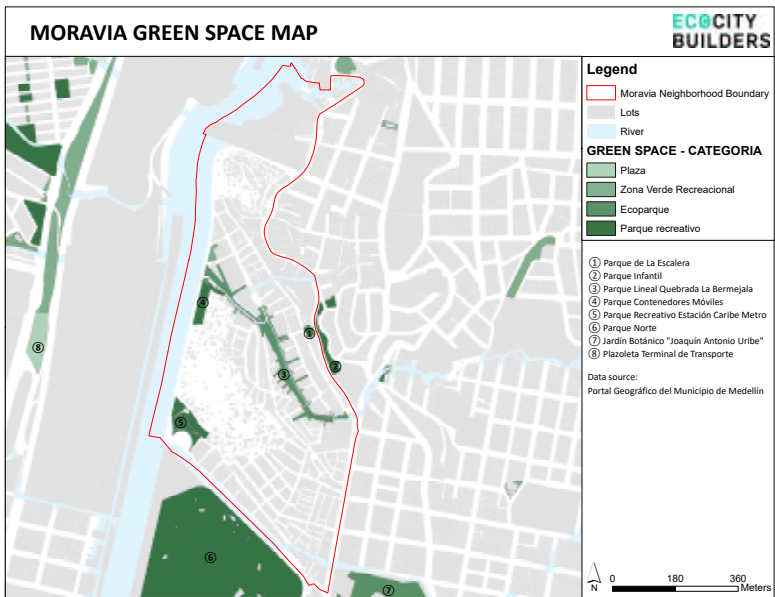 MORAVIA GREEN SPACE MAP
ECOCITY
BUILDERS
Legend
Moravia Neighborhood Boundary
Lots
River
GREEN SPACE - CATEGORIA
Plaza
Zona Verde Recreacional
Ecoparque
Parque recreativo
① Parque de La Escalera
② Parque Infantil
③ Parque Lineal Quebrada La Bermejala
④ Parque Contenedores Móviles
⑤ Parque Recreativo Estación Caribe Metro
⑥ Parque Norte
⑦ Jardín Botánico "Joaquín Antonio Uribe"
⑧ Plazoleta Terminal de Transporte
Data source:
Portal Geográfico del Municipio de Medellín
N
0 180 360
Meters
④
①
⑧
②
③
⑤
⑥
⑦